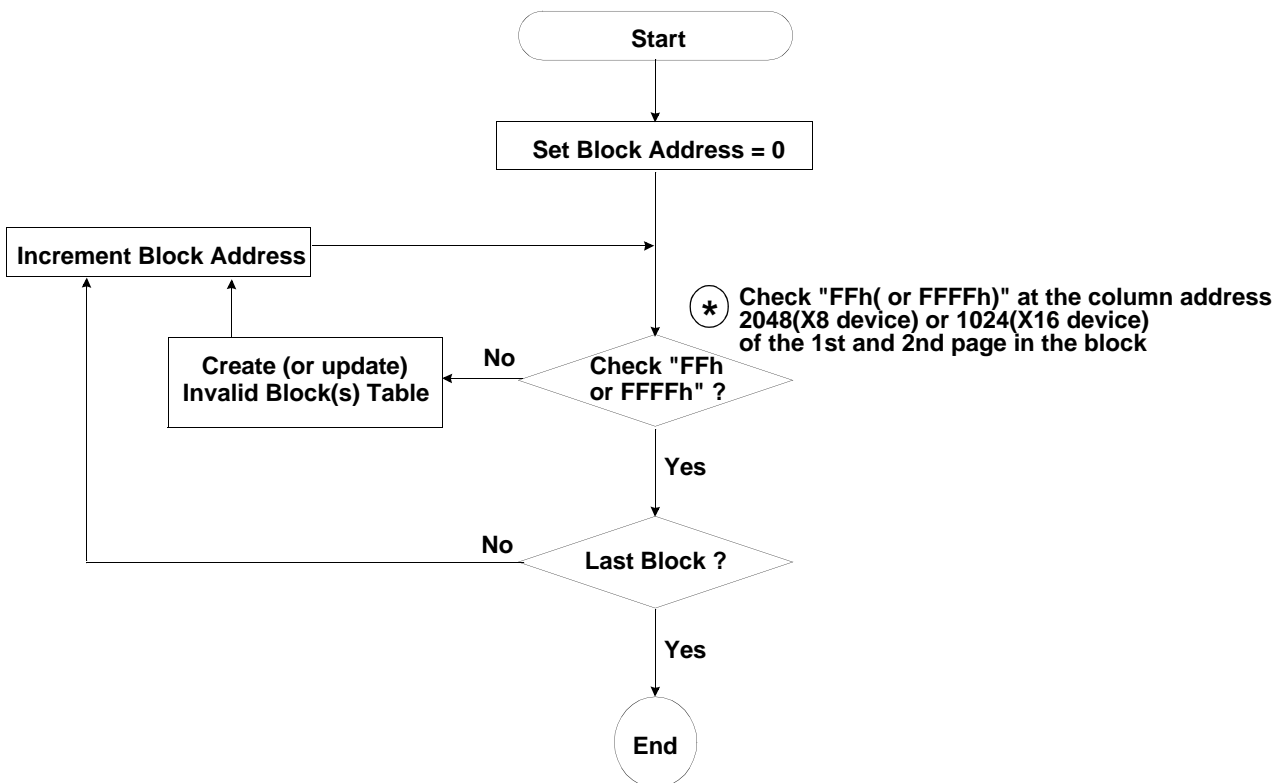 Start
Set Block Address = 0
Increment Block Address
* Check "FFh( or FFFFh)" at the column address
2048(X8 device) or 1024(X16 device)
of the 1st and 2nd page in the block
Create (or update)
Invalid Block(s) Table
No
Check "FFh
or FFFFh" ?
Yes
No
Last Block ?
Yes
End